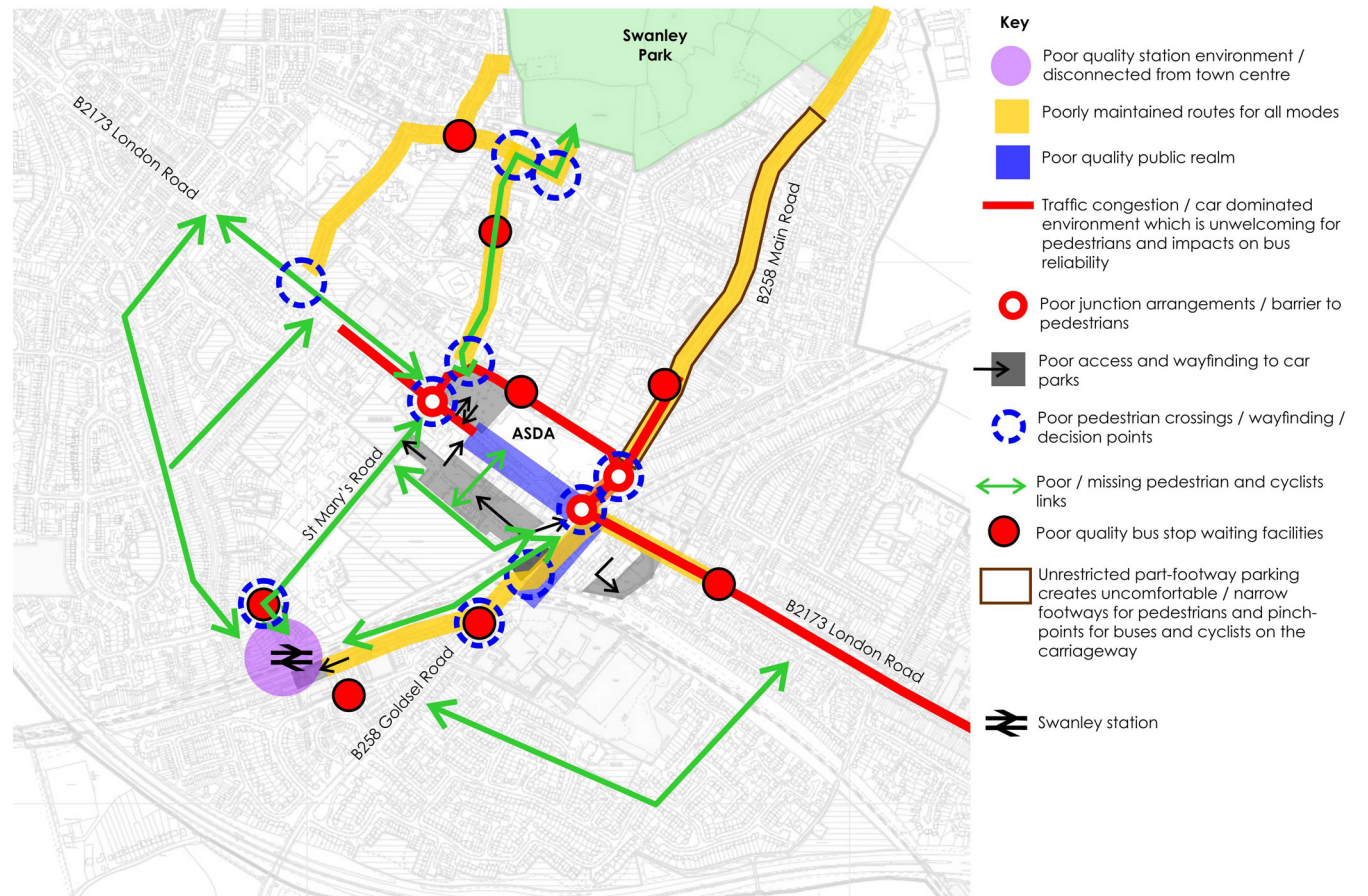 Swanley
Park
B2173 London Road
B258 Main Road
ASDA
St Mary's Road
B258 Goldsel Road
B2173 London Road
Key
Poor quality station environment /
disconnected from town centre
Poorly maintained routes for all modes
Poor quality public realm
Traffic congestion / car dominated
environment which is unwelcoming for
pedestrians and impacts on bus
reliability
Poor junction arrangements / barrier to
pedestrians
Poor access and wayfinding to car
parks
Poor pedestrian crossings / wayfinding /
decision points
Poor / missing pedestrian and cyclists
links
Poor quality bus stop waiting facilities
Unrestricted part-footway parking
creates uncomfortable / narrow
footways for pedestrians and pinch-
points for buses and cyclists on the
carriageway
Swanley station